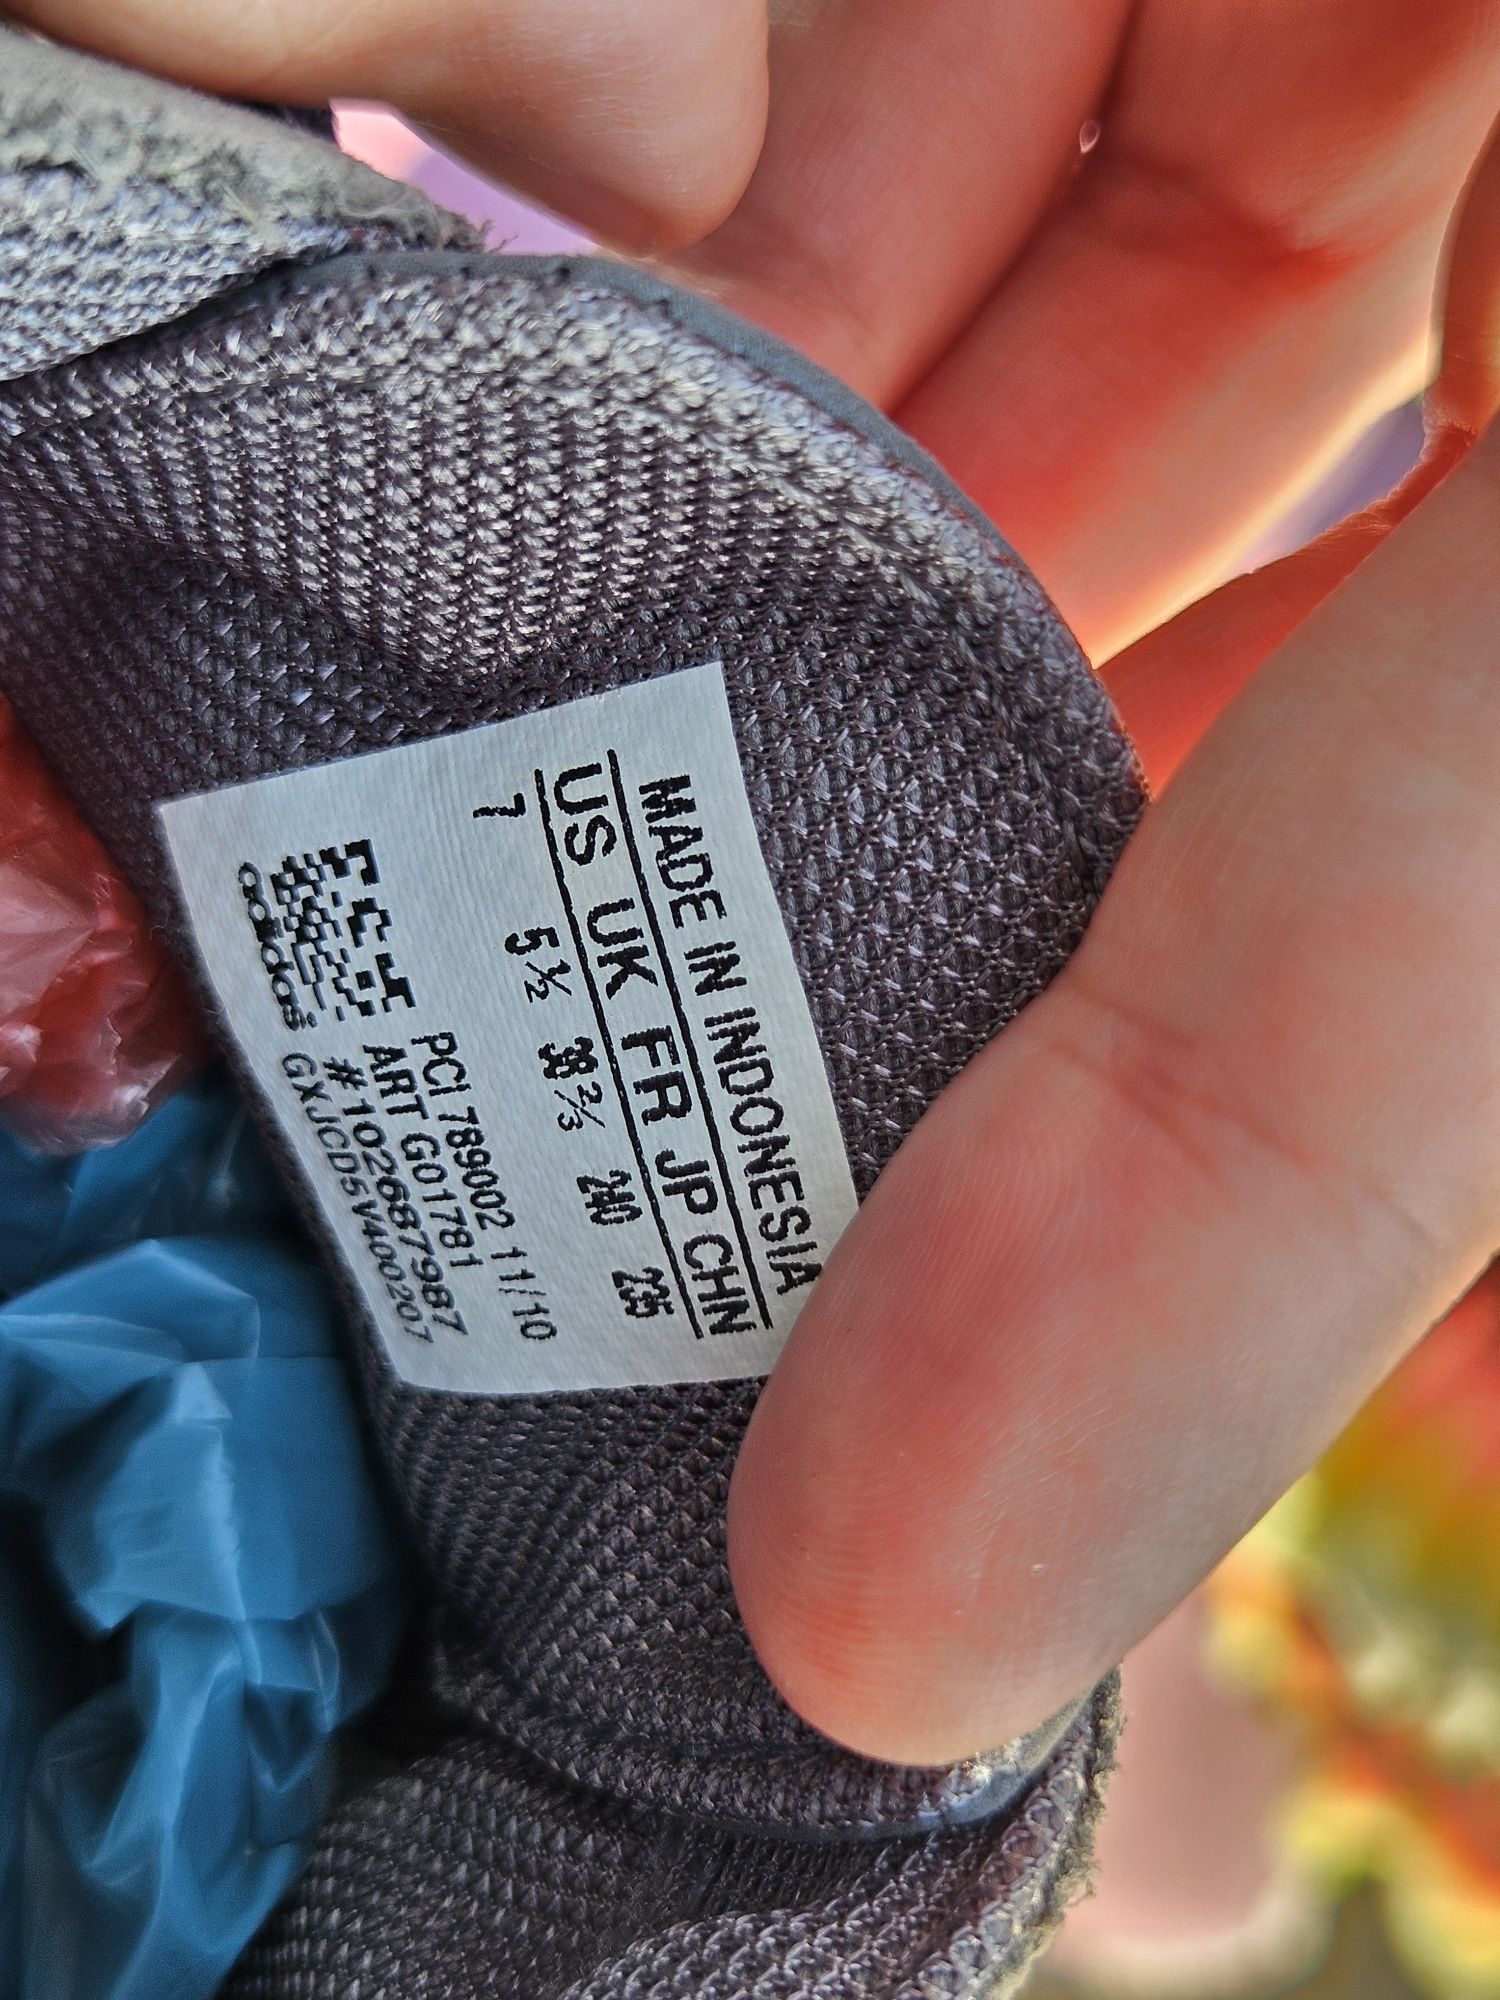 MADE IN INDONESIA
US UK FR JP CHN
7 5½ 38⅔ 240 235
PCI 789002 11/10
ART G01781
#102687987
GXJCD5V400207
adidas